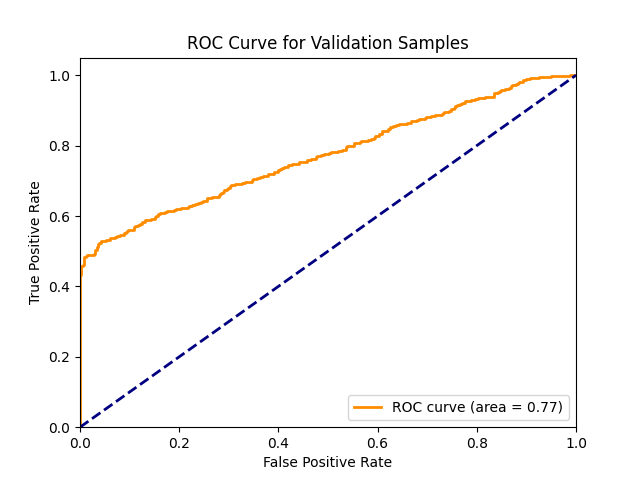 ROC Curve for Validation Samples
1.0
0.8
0.6
0.4
0.2
0.0
True Positive Rate
ROC curve (area = 0.77)
0.0 0.2 0.4 0.6 0.8 1.0
False Positive Rate